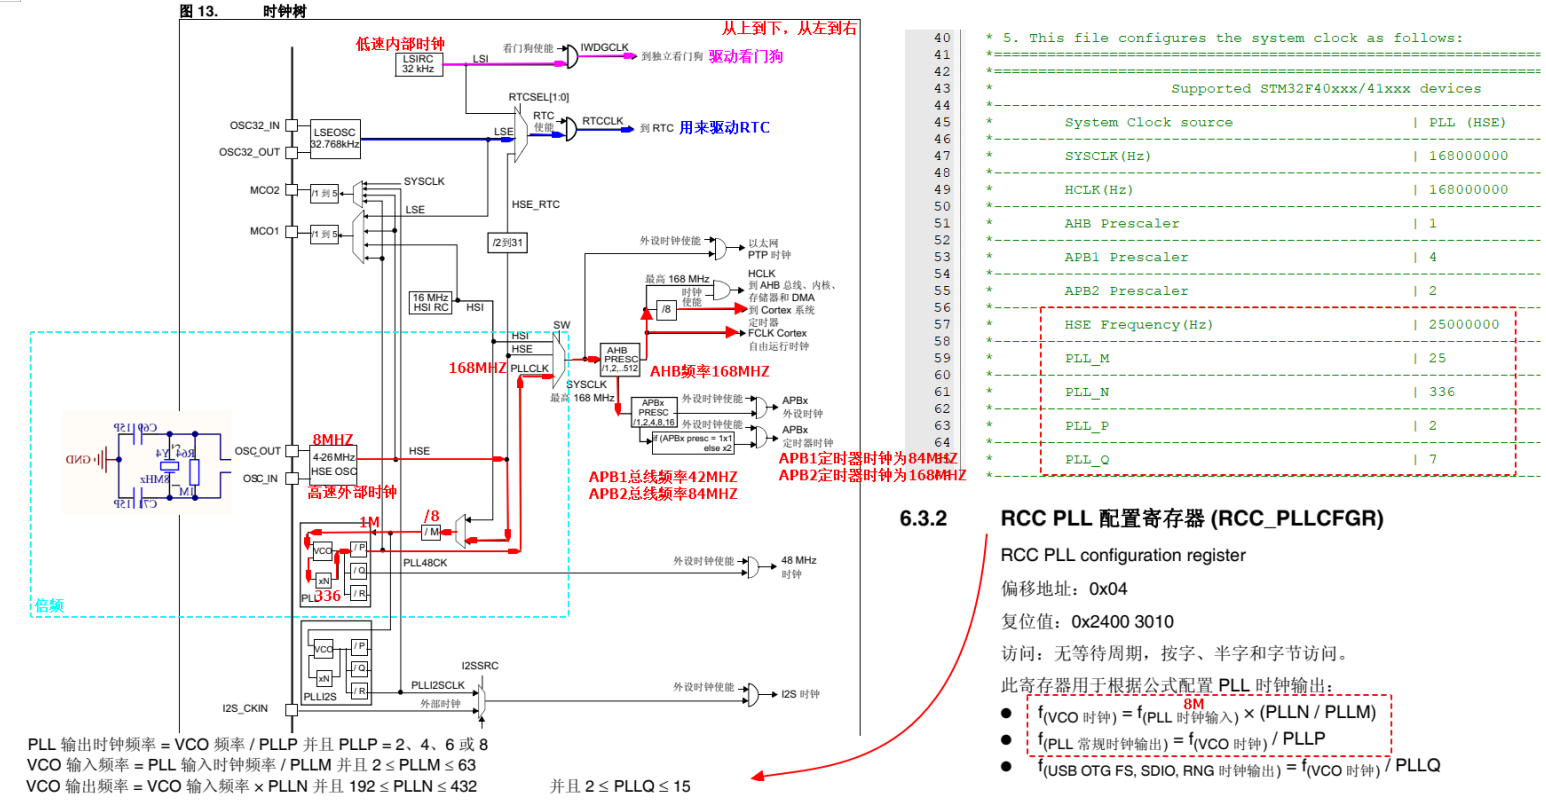 图 13. 时钟树
从上到下，从左到右
低速内部时钟
LSIRC
32 kHz
LSI
看门狗使能
IWDGCLK
到独立看门狗
驱动看门狗
RTCSEL[1:0]
OSC32_IN
OSC32_OUT
LSEOSC
32.768kHz
LSE
RTC
使能
RTCCLK
到 RTC
用来驱动RTC
MCO2
/1 到 5
SYSCLK
LSE
MCO1
/1 到 5
HSE_RTC
/2到31
外设时钟使能
以太网
PTP 时钟
16 MHz
HSI RC
HSI
最高 168 MHz
时钟
使能
HCLK
到 AHB 总线、内核、
存储器和 DMA
/8
到 Cortex 系统
定时器
FCLK Cortex
自由运行时钟
SW
HSI
HSE
PLLCLK
168MHZ
SYSCLK
最高 168 MHz
AHB
PRESC
/1,2,..512
AHB频率168MHZ
APBx
PRESC
/1,2,4,8,16
外设时钟使能
APBx
外设时钟
外设时钟使能
if (APBx presc = 1x1
else x2
APBx
定时器时钟
APB1定时器时钟为84MHZ
APB2定时器时钟为168MHZ
APB1总线频率42MHZ
APB2总线频率84MHZ
C69 15P
GND
Y4
8MHz
R64
1M
C71 15P
OSC_OUT
OSC_IN
8MHZ
4-26 MHz
HSE OSC
HSE
高速外部时钟
1M
/8
/ M
VCO
xN
/ P
/ Q
/ R
PLL
336
PLL48CK
外设时钟使能
48 MHz
时钟
倍频
VCO
xN
/ P
/ Q
/ R
PLLI2S
PLLI2SCLK
I2SSRC
外部时钟
外设时钟使能
I2S 时钟
I2S_CKIN
PLL 输出时钟频率 = VCO 频率 / PLLP 并且 PLLP = 2、4、6 或 8
VCO 输入频率 = PLL 输入时钟频率 / PLLM 并且 2 ≤ PLLM ≤ 63
VCO 输出频率 = VCO 输入频率 × PLLN 并且 192 ≤ PLLN ≤ 432 并且 2 ≤ PLLQ ≤ 15
40 * 5. This file configures the system clock as follows:
41 *=============================================================================
42 *=============================================================================
43 * Supported STM32F40xxx/41xxx devices
44 *-----------------------------------------------------------------------------
45 * System Clock source | PLL (HSE)
46 *-----------------------------------------------------------------------------
47 * SYSCLK(Hz) | 168000000
48 *-----------------------------------------------------------------------------
49 * HCLK(Hz) | 168000000
50 *-----------------------------------------------------------------------------
51 * AHB Prescaler | 1
52 *-----------------------------------------------------------------------------
53 * APB1 Prescaler | 4
54 *-----------------------------------------------------------------------------
55 * APB2 Prescaler | 2
56 *-----------------------------------------------------------------------------
57 * HSE Frequency(Hz) | 25000000
58 *-----------------------------------------------------------------------------
59 * PLL_M | 25
60 *-----------------------------------------------------------------------------
61 * PLL_N | 336
62 *-----------------------------------------------------------------------------
63 * PLL_P | 2
64 *-----------------------------------------------------------------------------
65 * PLL_Q | 7
*-----------------------------------------------------------------------------
6.3.2 RCC PLL 配置寄存器 (RCC_PLLCFGR)
RCC PLL configuration register
偏移地址：0x04
复位值：0x2400 3010
访问：无等待周期，按字、半字和字节访问。
此寄存器用于根据公式配置 PLL 时钟输出：
8M
● f(VCO 时钟) = f(PLL 时钟输入) × (PLLN / PLLM)
● f(PLL 常规时钟输出) = f(VCO 时钟) / PLLP
● f(USB OTG FS, SDIO, RNG 时钟输出) = f(VCO 时钟) / PLLQ